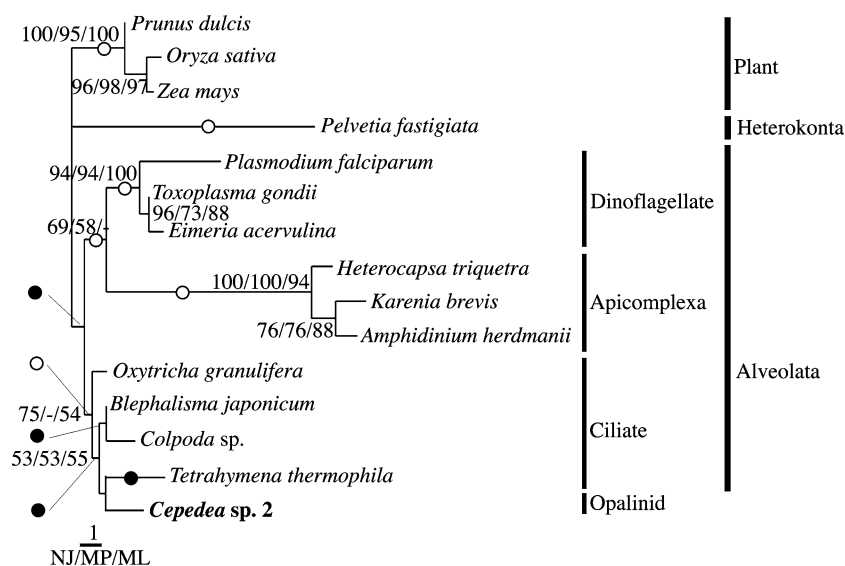 Prunus dulcis
100/95/100
Oryza sativa
Plant
96/98/97
Zea mays
Pelvetia fastigiata
Heterokonta
Plasmodium falciparum
94/94/100
Toxoplasma gondii
Dinoflagellate
96/73/88
69/58/-
Eimeria acervulina
Heterocapsa triquetra
100/100/94
Karenia brevis
Apicomplexa
76/76/88
Amphidinium herdmanii
Oxytricha granulifera
Alveolata
Blephalisma japonicum
75/-/54
Ciliate
Colpoda sp.
53/53/55
Tetrahymena thermophila
Cepedea sp. 2
Opalinid
1
NJ/MP/ML